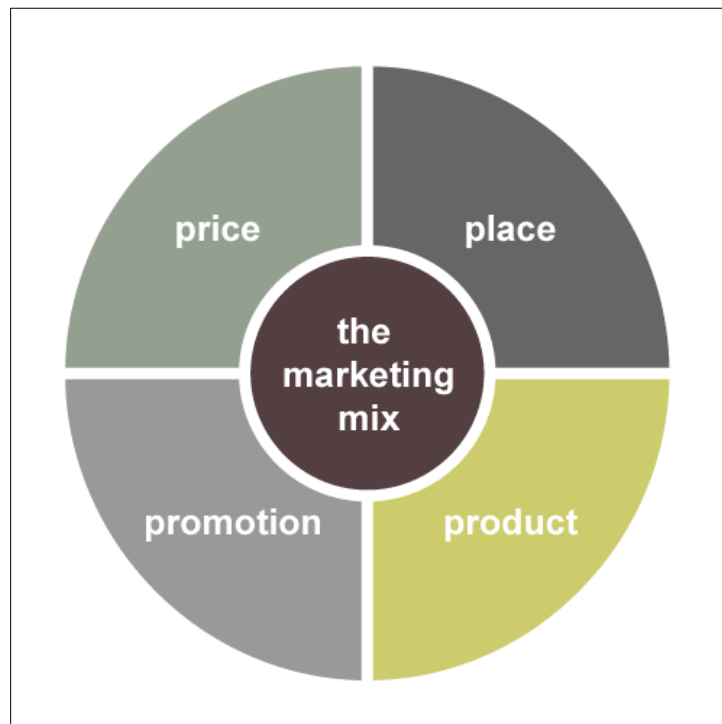 price
place
the
marketing
mix
promotion
product